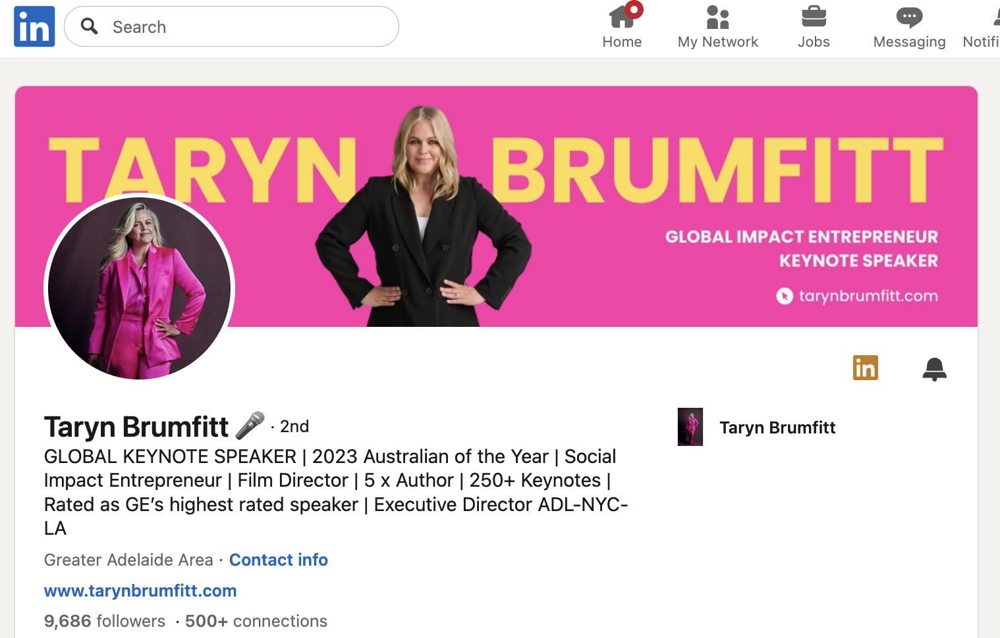 in
Search
Home
My Network
Jobs
Messaging
Notifi
TARYN BRUMFITT
GLOBAL IMPACT ENTREPRENEUR
KEYNOTE SPEAKER
tarynbrumfitt.com
in
Taryn Brumfitt 🎤 · 2nd
GLOBAL KEYNOTE SPEAKER | 2023 Australian of the Year | Social
Impact Entrepreneur | Film Director | 5 x Author | 250+ Keynotes |
Rated as GE’s highest rated speaker | Executive Director ADL-NYC-
LA
Greater Adelaide Area · Contact info
www.tarynbrumfitt.com
9,686 followers · 500+ connections
Taryn Brumfitt